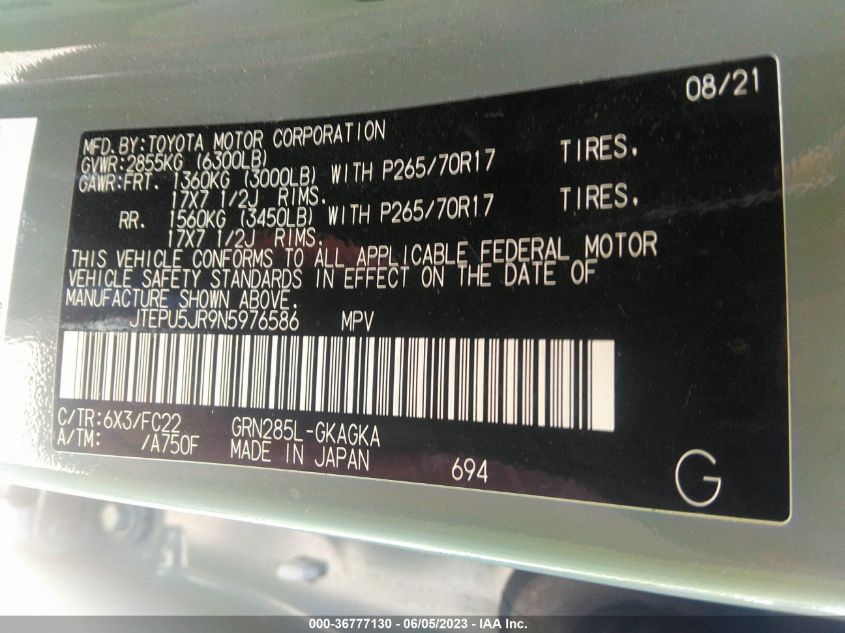 08/21
MFD.BY:TOYOTA MOTOR CORPORATION
GVWR:2855KG (6300LB)
GAWR:FRT. 1360KG (3000LB) WITH P265/70R17 TIRES.
17X7 1/2J RIMS.
RR. 1560KG (3450LB) WITH P265/70R17 TIRES.
17X7 1/2J RIMS.
THIS VEHICLE CONFORMS TO ALL APPLICABLE FEDERAL MOTOR
VEHICLE SAFETY STANDARDS IN EFFECT ON THE DATE OF
MANUFACTURE SHOWN ABOVE.
JTEPU5JR9N5976586 MPV
C/TR:6X3/FC22 GRN285L-GKAGKA
A/TM: /A750F MADE IN JAPAN
694
G
000-36777130 - 06/05/2023 - IAA Inc.